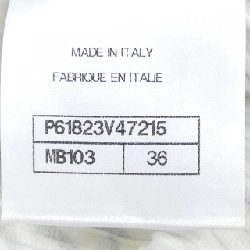 MADE IN ITALY
FABRIQUE EN ITALIE
P61823V47215
MB103 36